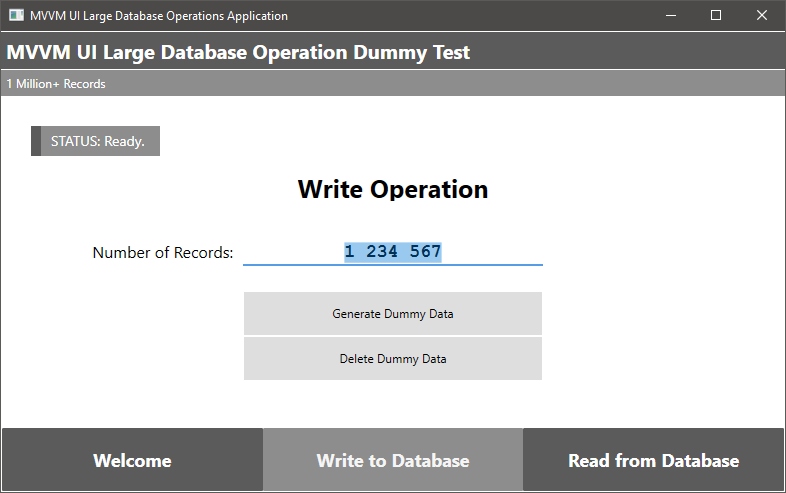 MVVM UI Large Database Operations Application
MVVM UI Large Database Operation Dummy Test
1 Million+ Records
STATUS: Ready.
Write Operation
Number of Records: 1 234 567
Generate Dummy Data
Delete Dummy Data
Welcome Write to Database Read from Database